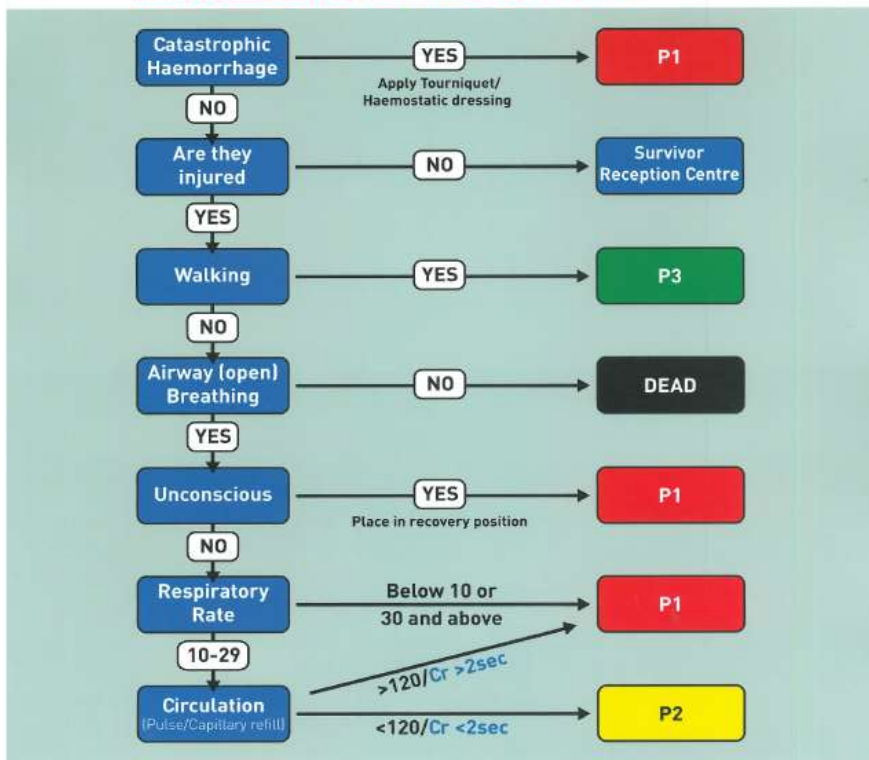 Catastrophic
Haemorrhage
YES
Apply Tourniquet/
Haemostatic dressing
P1
NO
Are they
injured
NO
Survivor
Reception Centre
YES
Walking
YES
P3
NO
Airway (open)
Breathing
NO
DEAD
YES
Unconscious
YES
Place in recovery position
P1
NO
Respiratory
Rate
Below 10 or
30 and above
P1
10-29
>120/Cr >2sec
Circulation
(Pulse/Capillary refill)
<120/Cr <2sec
P2